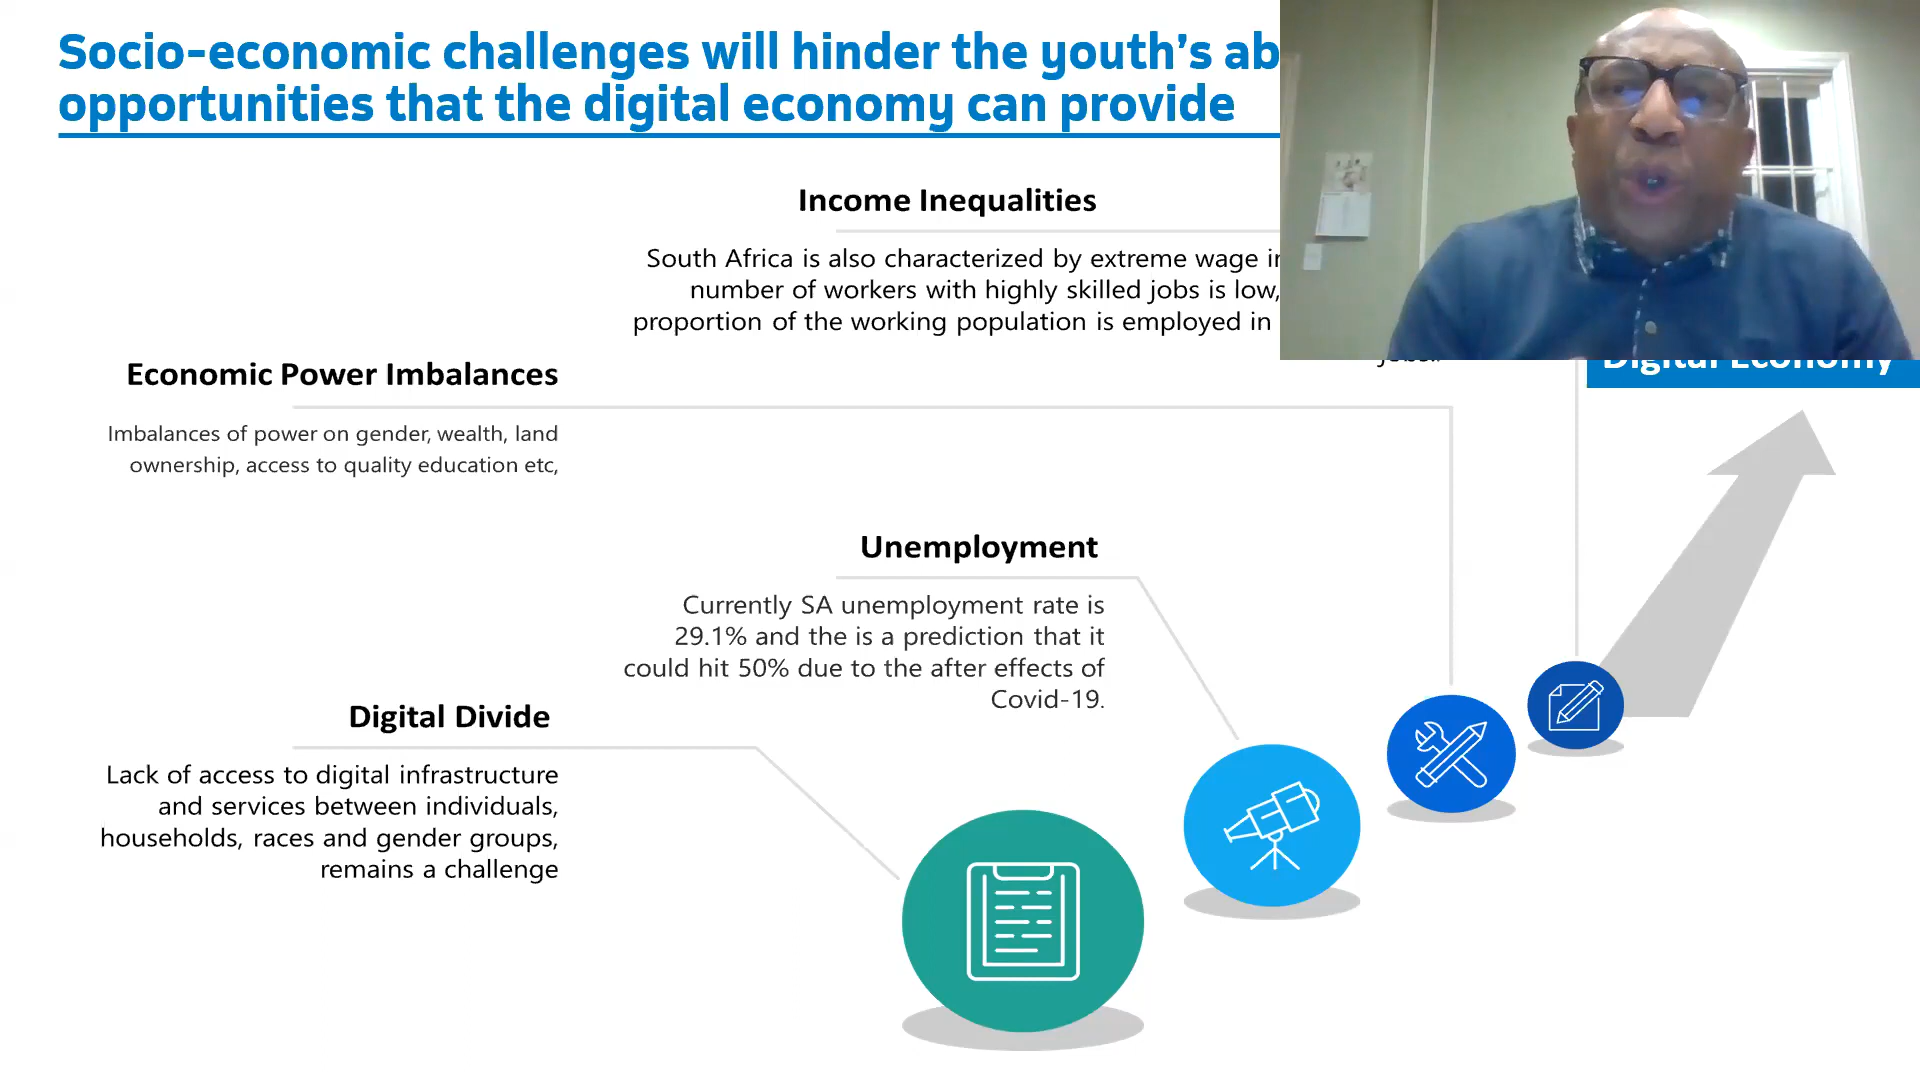 Socio-economic challenges will hinder the youth's ab
opportunities that the digital economy can provide
Income Inequalities
South Africa is also characterized by extreme wage
number of workers with highly skilled jobs is low,
proportion of the working population is employed in
jobs..
Digital Economy
Economic Power Imbalances
Imbalances of power on gender, wealth, land
ownership, access to quality education etc,
Unemployment
Currently SA unemployment rate is
29.1% and the is a prediction that it
could hit 50% due to the after effects of
Covid-19.
Digital Divide
Lack of access to digital infrastructure
and services between individuals,
households, races and gender groups,
remains a challenge